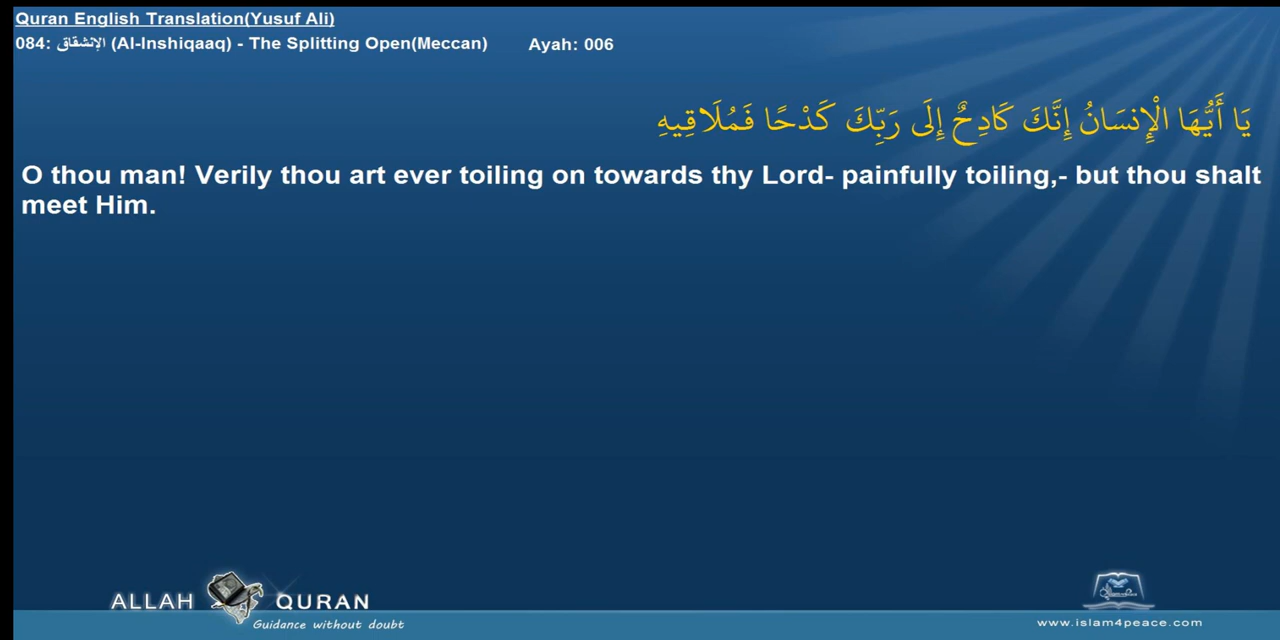 Quran English Translation(Yusuf Ali)
084: الإنشقاق (Al-Inshiqaaq) - The Splitting Open(Meccan) Ayah: 006
يَا أَيُّهَا الْإِنسَانُ إِنَّكَ كَادِحٌ إِلَى رَبِّكَ كَدْحًا فَمُلَاقِيهِ
O thou man! Verily thou art ever toiling on towards thy Lord- painfully toiling,- but thou shalt
meet Him.
ALLAH QURAN
Guidance without doubt
www.islam4peace.com